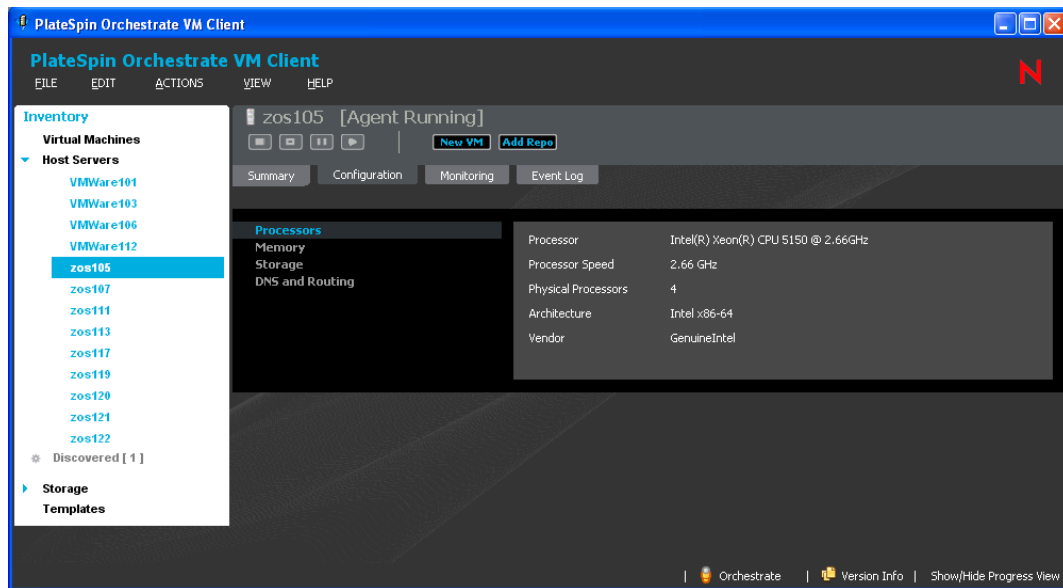 PlateSpin Orchestrate VM Client
PlateSpin Orchestrate VM Client
FILE EDIT ACTIONS VIEW HELP
N
Inventory
Virtual Machines
Host Servers
VMWare101
VMWare103
VMWare106
VMWare112
zos105
zos107
zos111
zos113
zos117
zos119
zos120
zos121
zos122
Discovered [ 1 ]
Storage
Templates
zos105 [Agent Running]
New VM Add Repo
Summary Configuration Monitoring Event Log
Processors
Memory
Storage
DNS and Routing
Processor Intel(R) Xeon(R) CPU 5150 @ 2.66GHz
Processor Speed 2.66 GHz
Physical Processors 4
Architecture Intel x86-64
Vendor GenuineIntel
| Orchestrate | Version Info | Show/Hide Progress View